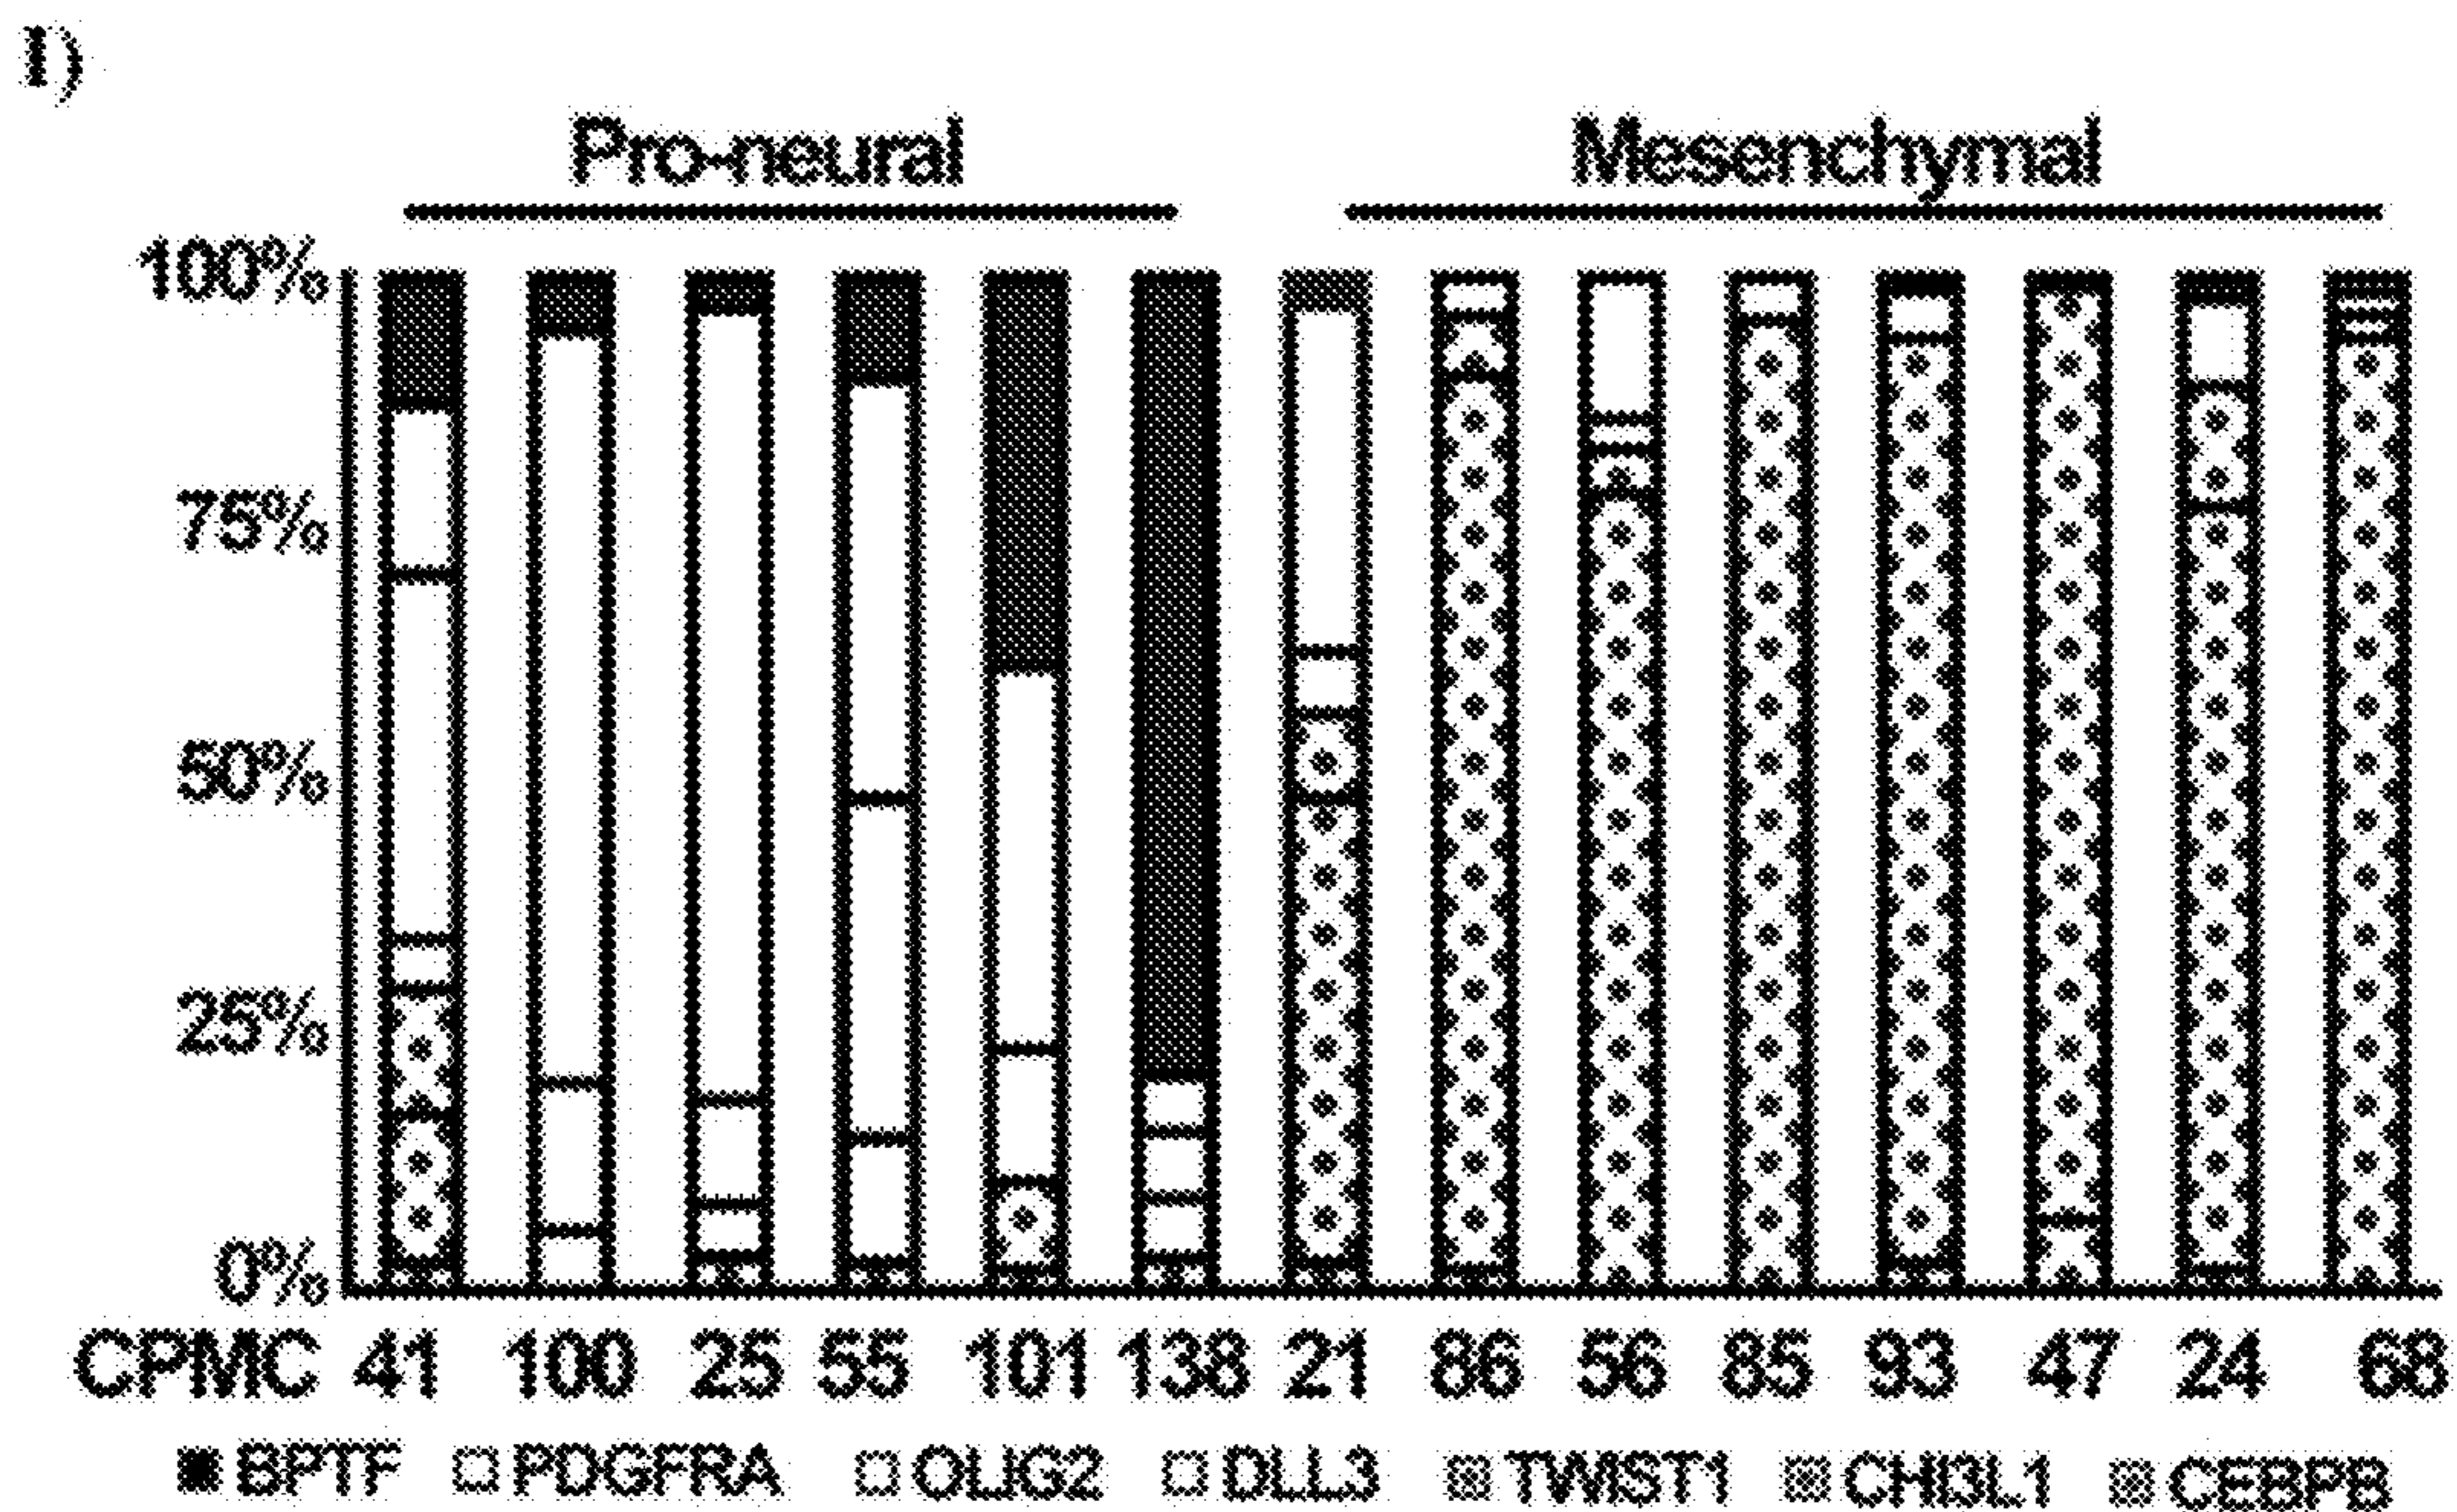 I)
Pro-neural Mesenchymal
100%
75%
50%
25%
0%
CPMC 41 100 25 55 101 138 21 86 56 85 93 47 24 68
BPTF PDGFRA OLIG2 DLL3 TWIST1 CHI3L1 CEBPB